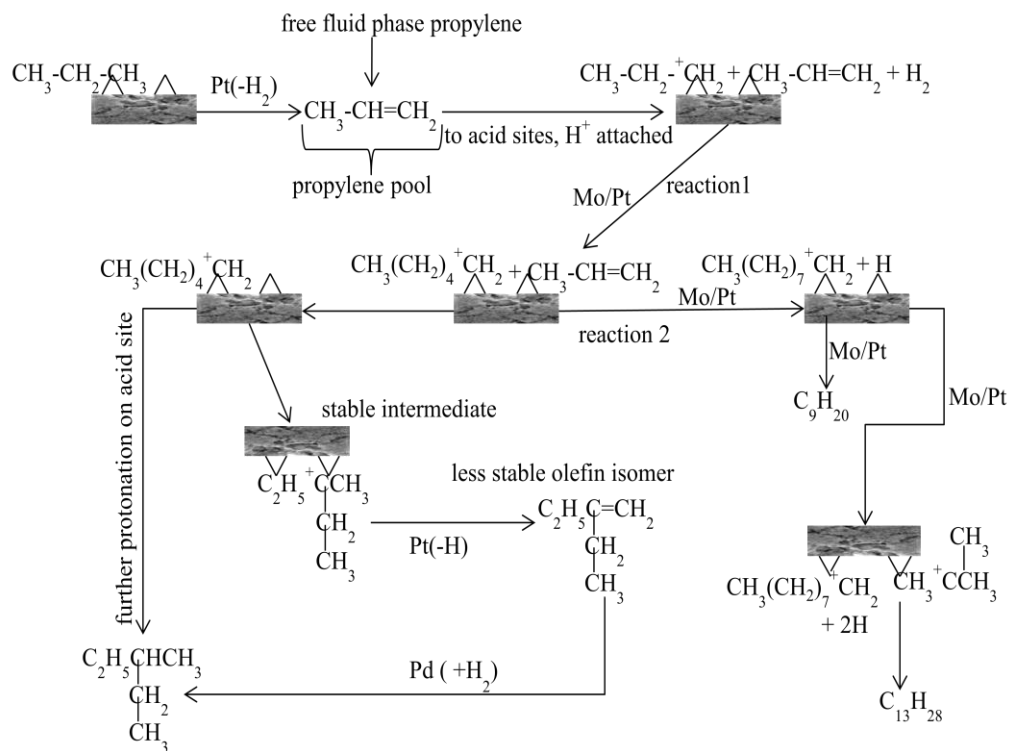 free fluid phase propylene
CH₃-CH₂-CH₃
Pt(-H₂)
CH₃-CH=CH₂
to acid sites, H⁺ attached
CH₃-CH₂-⁺CH₂ + CH₃-CH=CH₂ + H₂
propylene pool
Mo/Pt
reaction1
CH₃(CH₂)₄⁺CH₂
CH₃(CH₂)₄⁺CH₂ + CH₃-CH=CH₂
Mo/Pt
reaction 2
CH₃(CH₂)₇⁺CH₂ + H
Mo/Pt
C₉H₂₀
Mo/Pt
further protonation on acid site
stable intermediate
C₂H₅⁺CCH₃
CH₂
CH₃
Pt(-H)
less stable olefin isomer
C₂H₅C=CH₂
CH₂
CH₃
CH₃
CH₃(CH₂)₇⁺CH₂ CH₃⁺CCH₃
+ 2H
C₁₃H₂₈
Pd ( +H₂)
C₂H₅CHCH₃
CH₂
CH₃